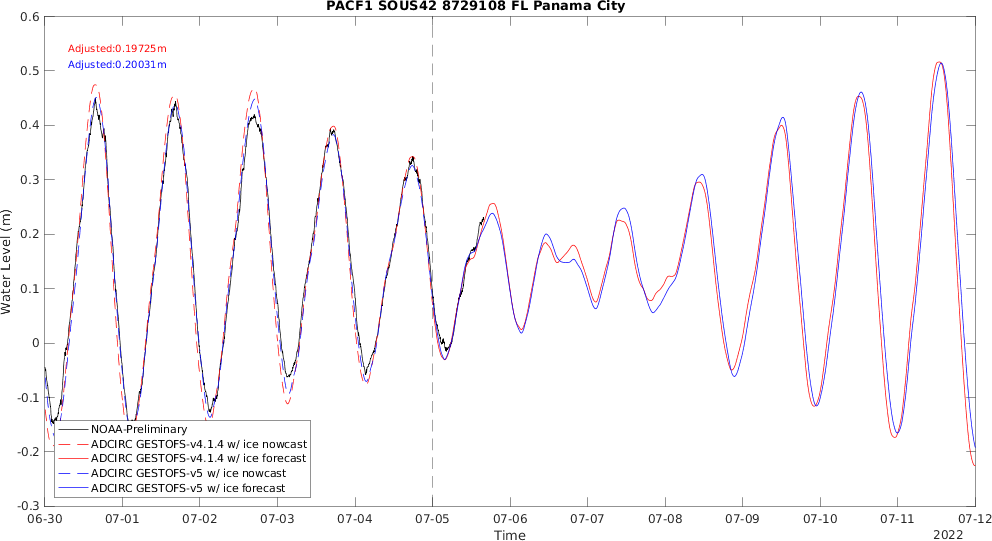 PACF1 SOUS42 8729108 FL Panama City
Adjusted:0.19725m
Adjusted:0.20031m
Water Level (m)
0.6
0.5
0.4
0.3
0.2
0.1
0
-0.1
-0.2
-0.3
NOAA-Preliminary
ADCIRC GESTOFS-v4.1.4 w/ ice nowcast
ADCIRC GESTOFS-v4.1.4 w/ ice forecast
ADCIRC GESTOFS-v5 w/ ice nowcast
ADCIRC GESTOFS-v5 w/ ice forecast
06-30 07-01 07-02 07-03 07-04 07-05 07-06 07-07 07-08 07-09 07-10 07-11 07-12
Time
2022